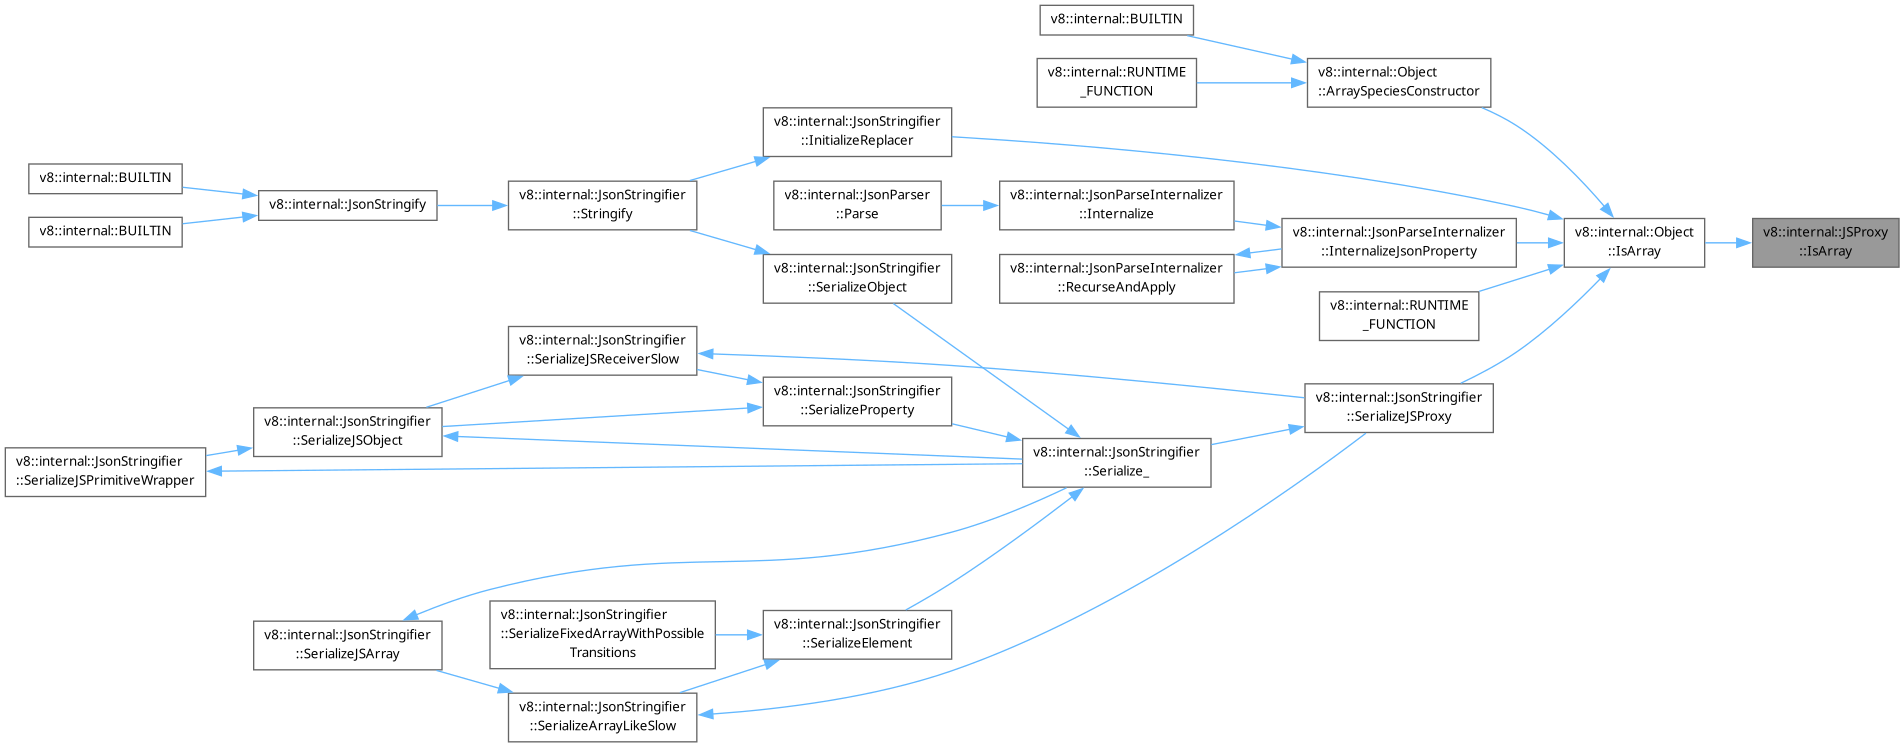 v8::internal::BUILTIN
v8::internal::RUNTIME
_FUNCTION
v8::internal::Object
::ArraySpeciesConstructor
v8::internal::JsonStringifier
::InitializeReplacer
v8::internal::BUILTIN
v8::internal::BUILTIN
v8::internal::JsonStringify
v8::internal::JsonStringifier
::Stringify
v8::internal::JsonParser
::Parse
v8::internal::JsonParseInternalizer
::Internalize
v8::internal::JsonParseInternalizer
::InternalizeJsonProperty
v8::internal::Object
::IsArray
v8::internal::JSProxy
::IsArray
v8::internal::JsonStringifier
::SerializeObject
v8::internal::JsonParseInternalizer
::RecurseAndApply
v8::internal::RUNTIME
_FUNCTION
v8::internal::JsonStringifier
::SerializeJSReceiverSlow
v8::internal::JsonStringifier
::SerializeProperty
v8::internal::JsonStringifier
::SerializeJSProxy
v8::internal::JsonStringifier
::SerializeJSObject
v8::internal::JsonStringifier
::SerializeJSPrimitiveWrapper
v8::internal::JsonStringifier
::Serialize_
v8::internal::JsonStringifier
::SerializeJSArray
v8::internal::JsonStringifier
::SerializeFixedArrayWithPossible
Transitions
v8::internal::JsonStringifier
::SerializeElement
v8::internal::JsonStringifier
::SerializeArrayLikeSlow